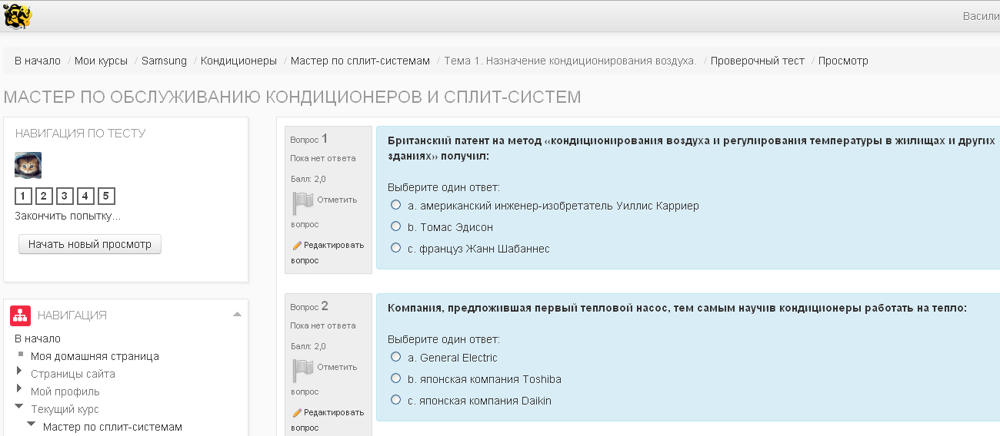 Васили
В начало / Мои курсы / Samsung / Кондиционеры / Мастер по сплит-системам / Тема 1. Назначение кондиционирования воздуха. / Проверочный тест / Просмотр
МАСТЕР ПО ОБСЛУЖИВАНИЮ КОНДИЦИОНЕРОВ И СПЛИТ-СИСТЕМ
НАВИГАЦИЯ ПО ТЕСТУ
1 2 3 4 5
Закончить попытку...
Начать новый просмотр
НАВИГАЦИЯ
В начало
Моя домашняя страница
Страницы сайта
Мой профиль
Текущий курс
Мастер по сплит-системам
Вопрос 1
Пока нет ответа
Балл: 2,0
Отметить
вопрос
Редактировать
вопрос
Британский патент на метод «кондиционирования воздуха и регулирования температуры в жилищах и других
зданиях» получил:
Выберите один ответ:
a. американский инженер-изобретатель Уиллис Карриер
b. Томас Эдисон
c. француз Жанн Шабаннес
Вопрос 2
Пока нет ответа
Балл: 2,0
Отметить
вопрос
Редактировать
вопрос
Компания, предложившая первый тепловой насос, тем самым научив кондиционеры работать на тепло:
Выберите один ответ:
a. General Electric
b. японская компания Toshiba
c. японская компания Daikin